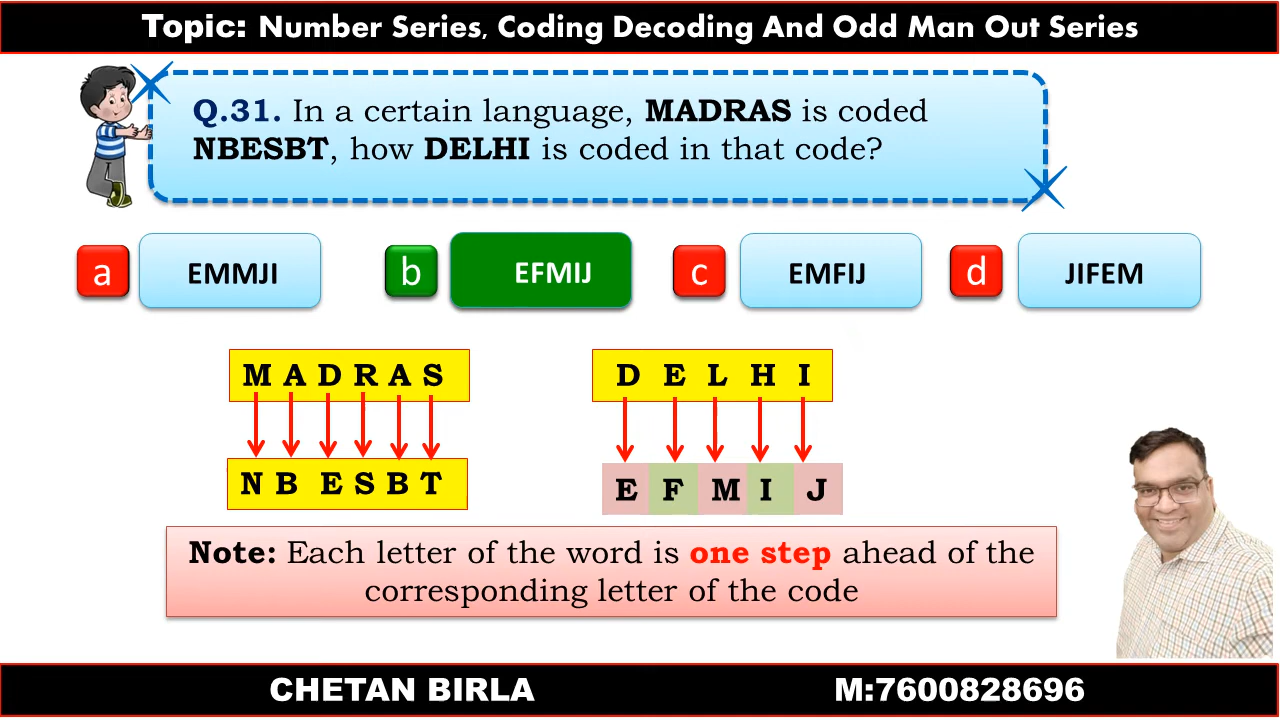 Topic: Number Series, Coding Decoding And Odd Man Out Series
Q.31. In a certain language, MADRAS is coded
NBESBT, how DELHI is coded in that code?
a EMMJI b EFMIJ c EMFIJ d JIFEM
M A D R A S D E L H I
N B E S B T E F M I J
Note: Each letter of the word is one step ahead of the
corresponding letter of the code
CHETAN BIRLA M:7600828696